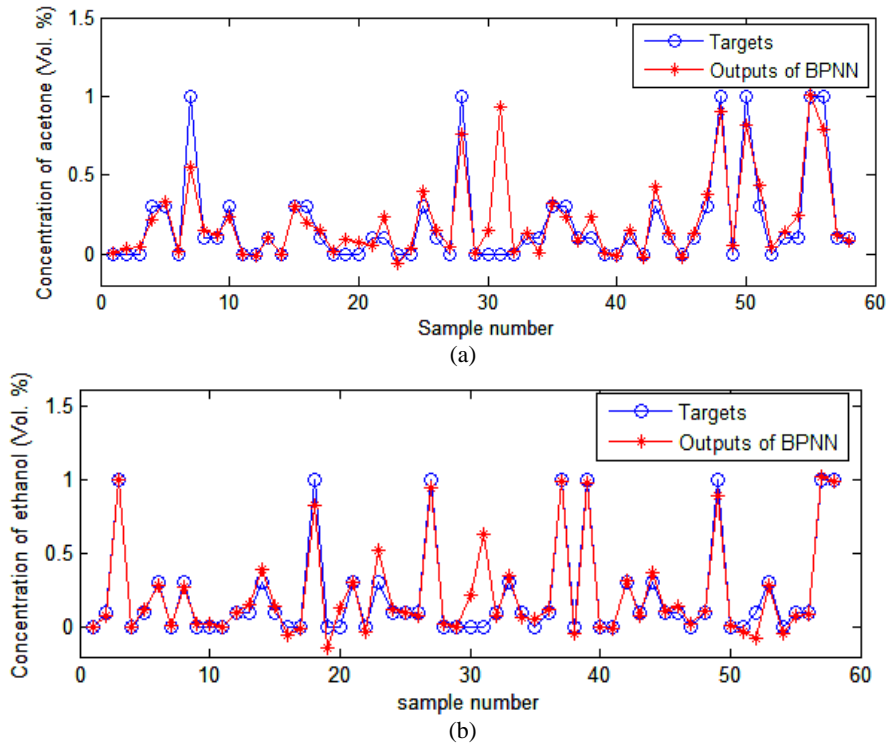 Concentration of acetone (Vol. %)
1.5
1
0.5
0
Targets
Outputs of BPNN
0 10 20 30 40 50 60
Sample number
(a)
Concentration of ethanol (Vol. %)
1.5
1
0.5
0
Targets
Outputs of BPNN
0 10 20 30 40 50 60
sample number
(b)